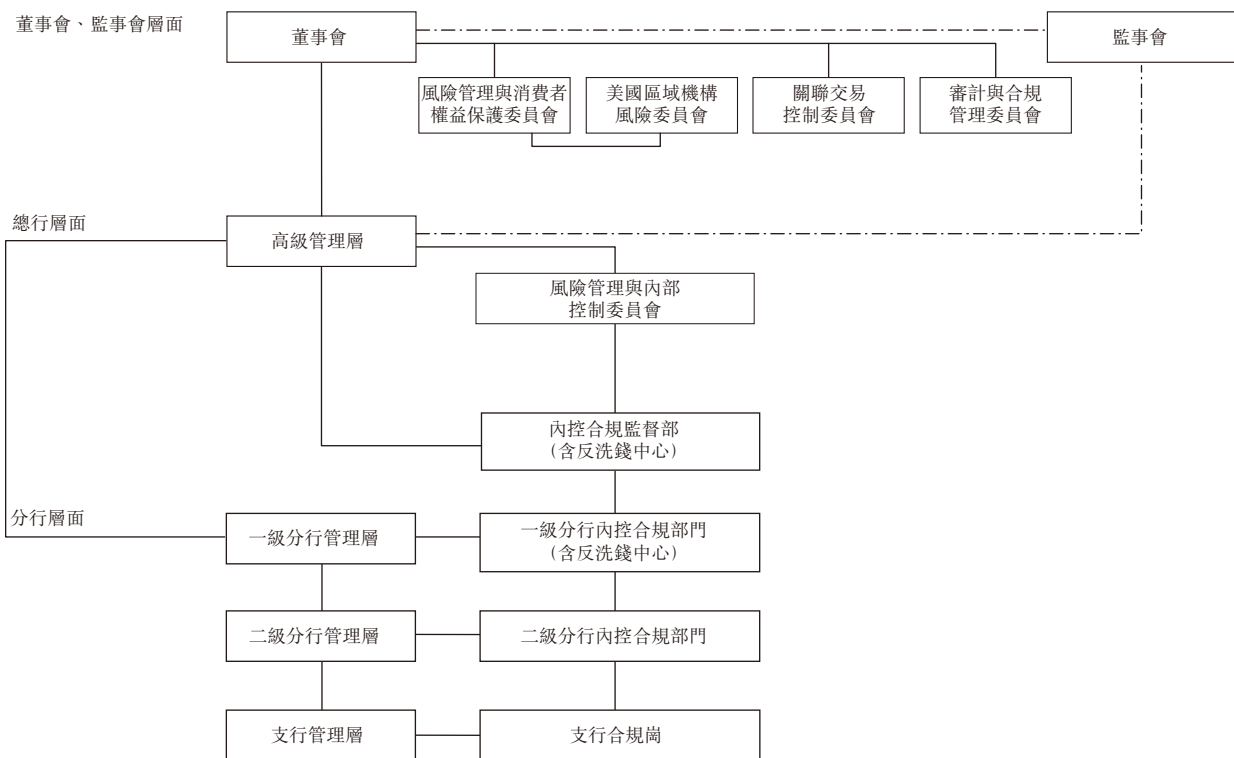 董事會、監事會層面
董事會
監事會
風險管理與消費者
權益保護委員會
美國區域機構
風險委員會
關聯交易
控制委員會
審計與合規
管理委員會
總行層面
高級管理層
風險管理與內部
控制委員會
內控合規監督部
(含反洗錢中心)
分行層面
一級分行管理層
一級分行內控合規部門
(含反洗錢中心)
二級分行管理層
二級分行內控合規部門
支行管理層
支行合規崗